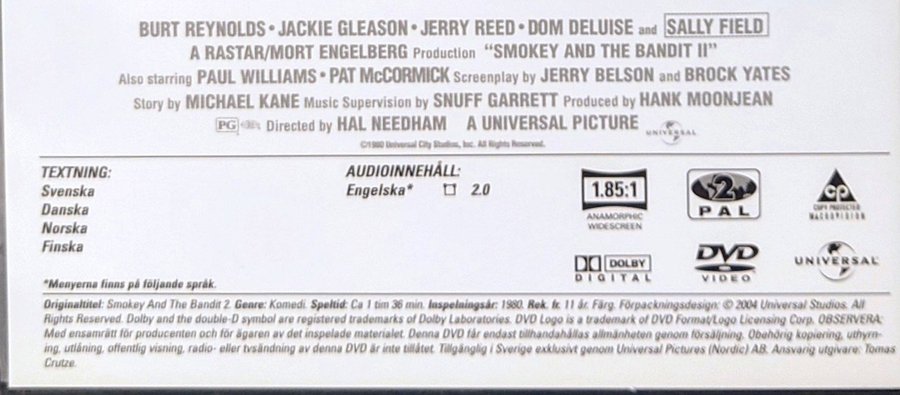 BURT REYNOLDS • JACKIE GLEASON • JERRY REED • DOM DELUISE and SALLY FIELD
A RASTAR/MORT ENGELBERG Production "SMOKEY AND THE BANDIT II"
Also starring PAUL WILLIAMS • PAT McCORMICK Screenplay by JERRY BELSON and BROCK YATES
Story by MICHAEL KANE Music Supervision by SNUFF GARRETT Produced by HANK MOONJEAN
PG Directed by HAL NEEDHAM A UNIVERSAL PICTURE UNIVERSAL
©1980 Universal City Studios, Inc. All Rights Reserved.
TEXTNING:
Svenska
Danska
Norska
Finska
*Menyerna finns på följande språk.
AUDIOINNEHÅLL:
Engelska* 2.0
1.85:1
ANAMORPHIC
WIDESCREEN
2
PAL
COPY PROTECTED
MACROVISION
DOLBY
DIGITAL
DVD
VIDEO
UNIVERSAL
Originaltitel: Smokey And The Bandit 2. Genre: Komedi. Speltid: Ca 1 tim 36 min. Inspelningsår: 1980. Rek. fr. 11 år. Färg. Förpackningsdesign: © 2004 Universal Studios. All
Rights Reserved. Dolby and the double-D symbol are registered trademarks of Dolby Laboratories. DVD Logo is a trademark of DVD Format/Logo Licensing Corp. OBSERVERA:
Med ensamrätt för producenten och för ägaren av det inspelade materialet. Denna DVD får endast tillhandahållas allmänheten genom försäljning. Obehörig kopiering, uthyrn-
ing, utlåning, offentlig visning, radio- eller tvsändning av denna DVD är inte tillåtet. Tillgänglig i Sverige exklusivt genom Universal Pictures (Nordic) AB. Ansvarig utgivare: Tomas
Crutze.